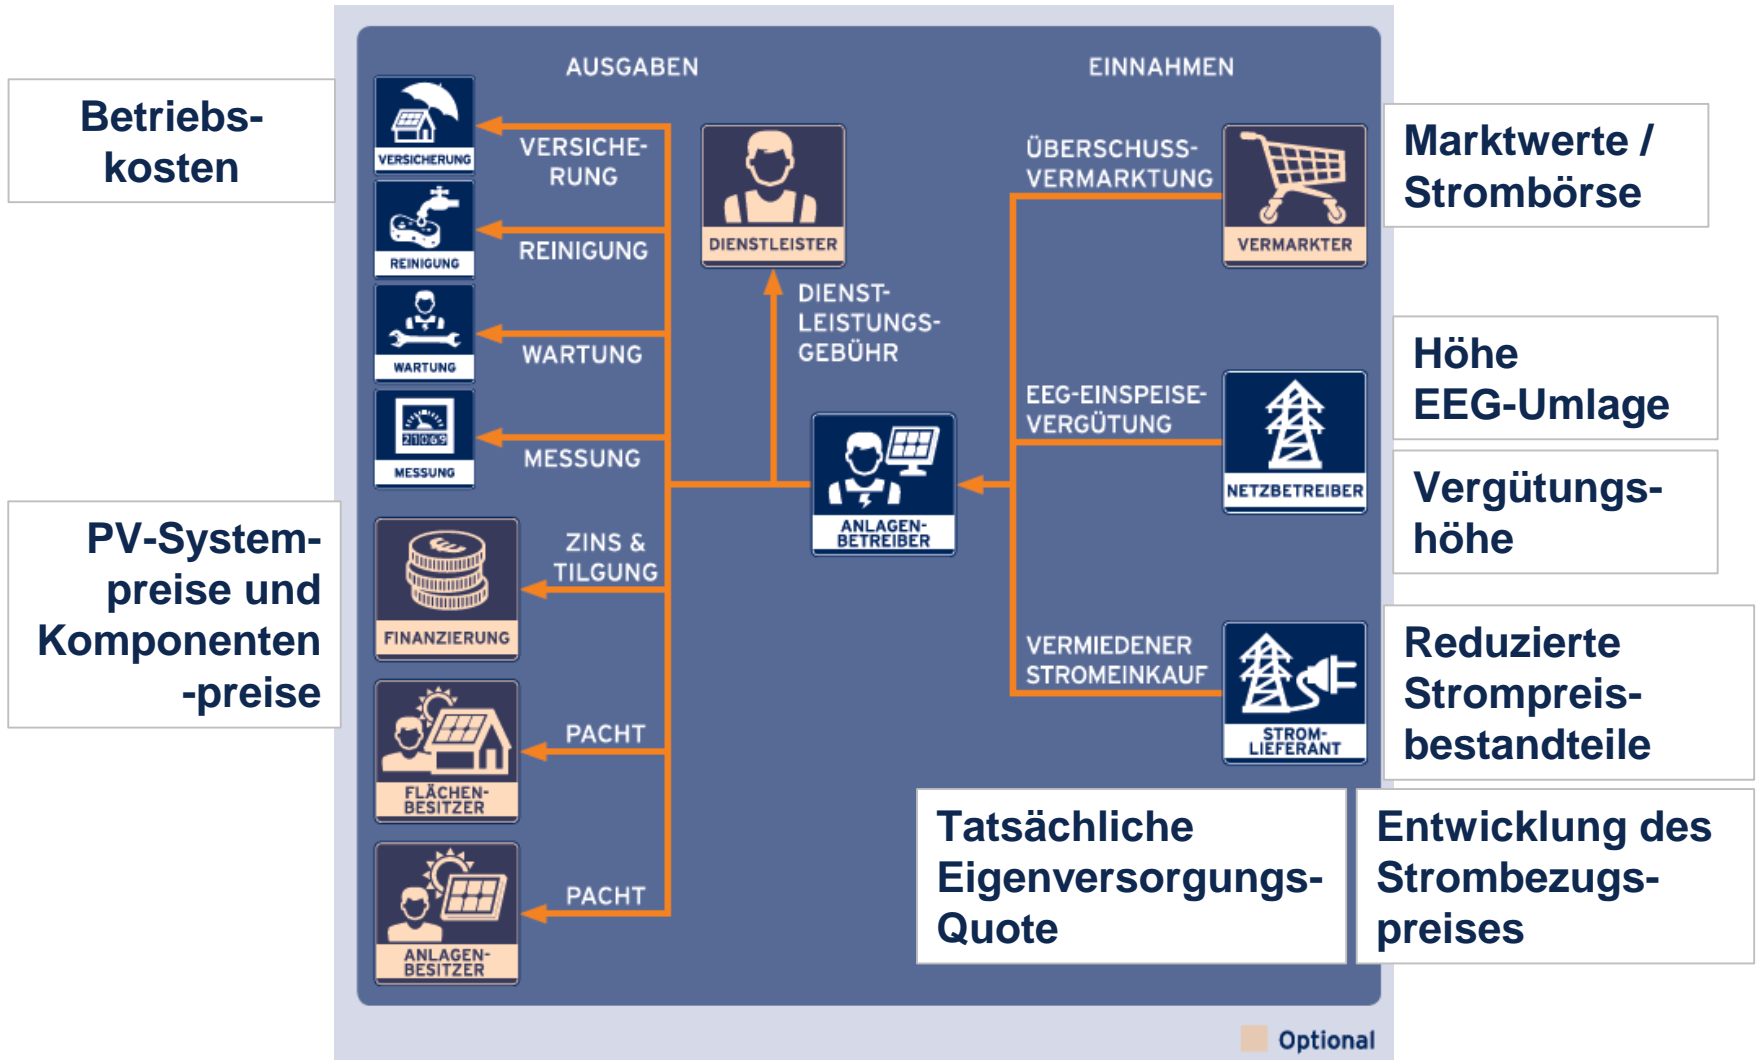 AUSGABEN
EINNAHMEN
Betriebs-
kosten
VERSICHERUNG
VERSICHE-
RUNG
REINIGUNG
REINIGUNG
WARTUNG
WARTUNG
21069
MESSUNG
MESSUNG
PV-System-
preise und
Komponenten
-preise
FINANZIERUNG
ZINS &
TILGUNG
FLÄCHEN-
BESITZER
PACHT
ANLAGEN-
BESITZER
PACHT
DIENSTLEISTER
DIENST-
LEISTUNGS-
GEBÜHR
ANLAGEN-
BETREIBER
ÜBERSCHUSS-
VERMARKTUNG
VERMARKTER
Marktwerte /
Strombörse
EEG-EINSPEISE-
VERGÜTUNG
NETZBETREIBER
Höhe
EEG-Umlage
Vergütungs-
höhe
VERMIEDENER
STROMEINKAUF
STROM-
LIEFERANT
Reduzierte
Strompreis-
bestandteile
Tatsächliche
Eigenversorgungs-
Quote
Entwicklung des
Strombezugs-
preises
Optional